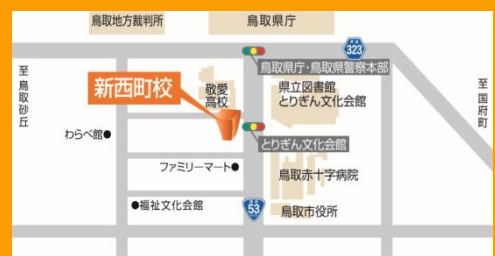 鳥取地方裁判所
鳥取県庁
323
鳥取県庁・鳥取県警察本部
至鳥取砂丘
新西町校
敬愛
高校
県立図書館
とりぎん文化会館
至国府町
わらべ館
とりぎん文化会館
ファミリーマート
鳥取赤十字病院
福祉文化会館
53
鳥取市役所